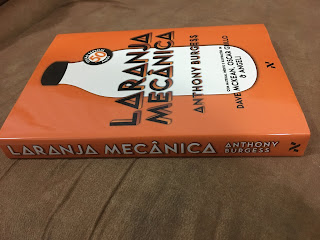 LARANJA
MECÂNICA
ANTHONY BURGESS
DAVE MCKEAN, OSCAR GRILLO
& ANGELI
LARANJA MECÂNICA
ANTHONY
BURGESS